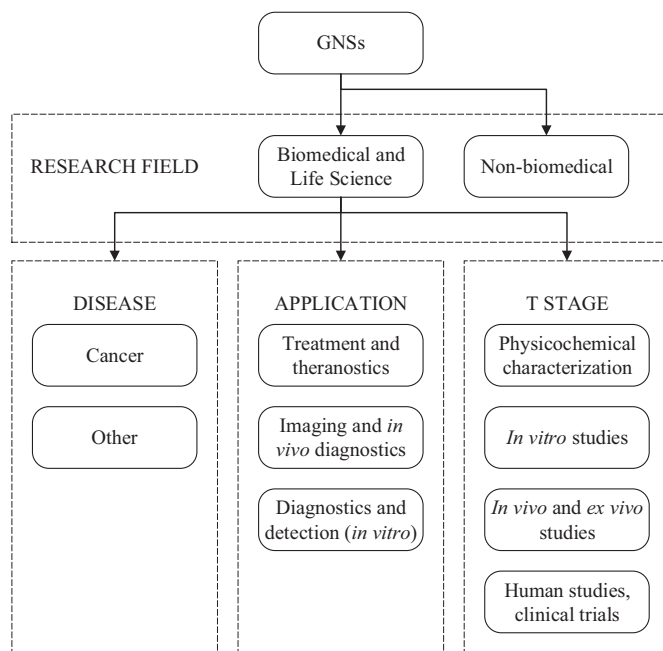 GNSs
RESEARCH FIELD
Biomedical and
Life Science
Non-biomedical
DISEASE
Cancer
Other
APPLICATION
Treatment and
theranostics
Imaging and in
vivo diagnostics
Diagnostics and
detection (in vitro)
T STAGE
Physicochemical
characterization
In vitro studies
In vivo and ex vivo
studies
Human studies,
clinical trials